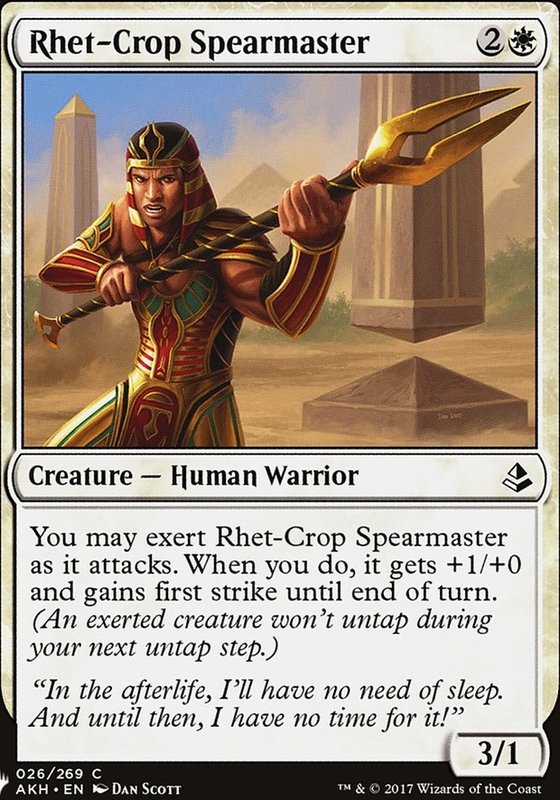 Rhet-Crop Spearmaster 2
Dan Scott
Creature — Human Warrior
You may exert Rhet-Crop Spearmaster
as it attacks. When you do, it gets +1/+0
and gains first strike until end of turn.
(An exerted creature won't untap during
your next untap step.)
"In the afterlife, I'll have no need of sleep.
And until then, I have no time for it!"
3/1
026/269 C
AKH • EN Dan Scott
™ & © 2017 Wizards of the Coast